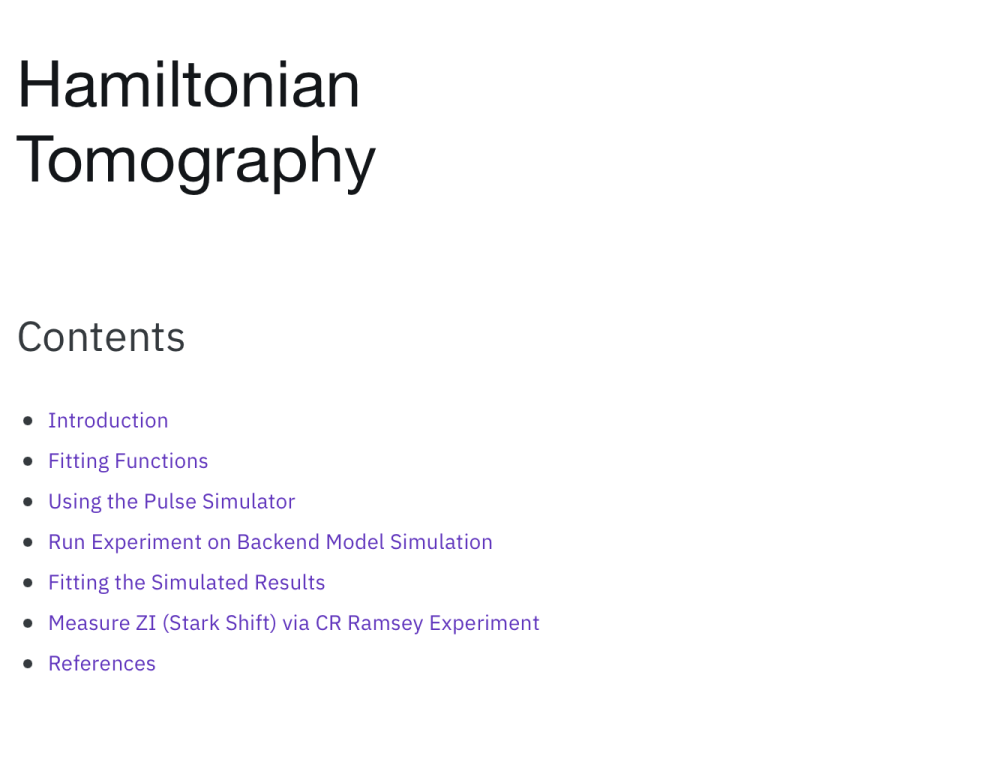 Hamiltonian
Tomography
Contents
Introduction
Fitting Functions
Using the Pulse Simulator
Run Experiment on Backend Model Simulation
Fitting the Simulated Results
Measure ZI (Stark Shift) via CR Ramsey Experiment
References